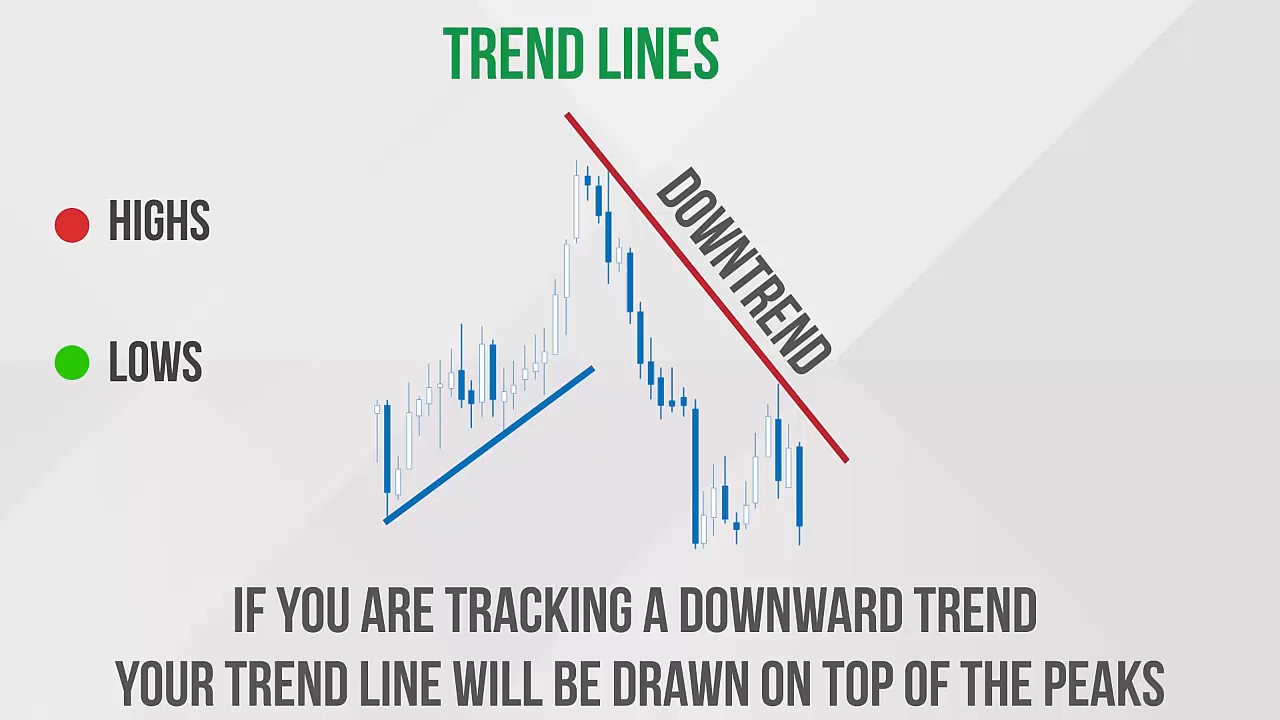 TREND LINES
HIGHS
DOWNTREND
LOWS
IF YOU ARE TRACKING A DOWNWARD TREND
YOUR TREND LINE WILL BE DRAWN ON TOP OF THE PEAKS